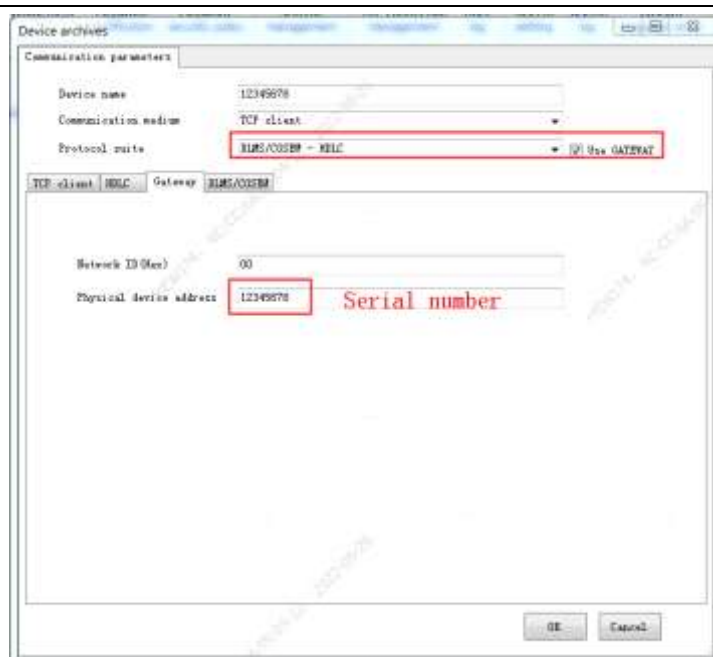 Device archives
Communication parameters
Device name 12345678
Communication medium TCP client
Protocol suite DLMS/COSEM - HDLC Use GATEWAY
TCP client HDLC Gateway DLMS/COSEM
Network ID(Hex) 00
Physical device address 12345678 Serial number
OK Cancel